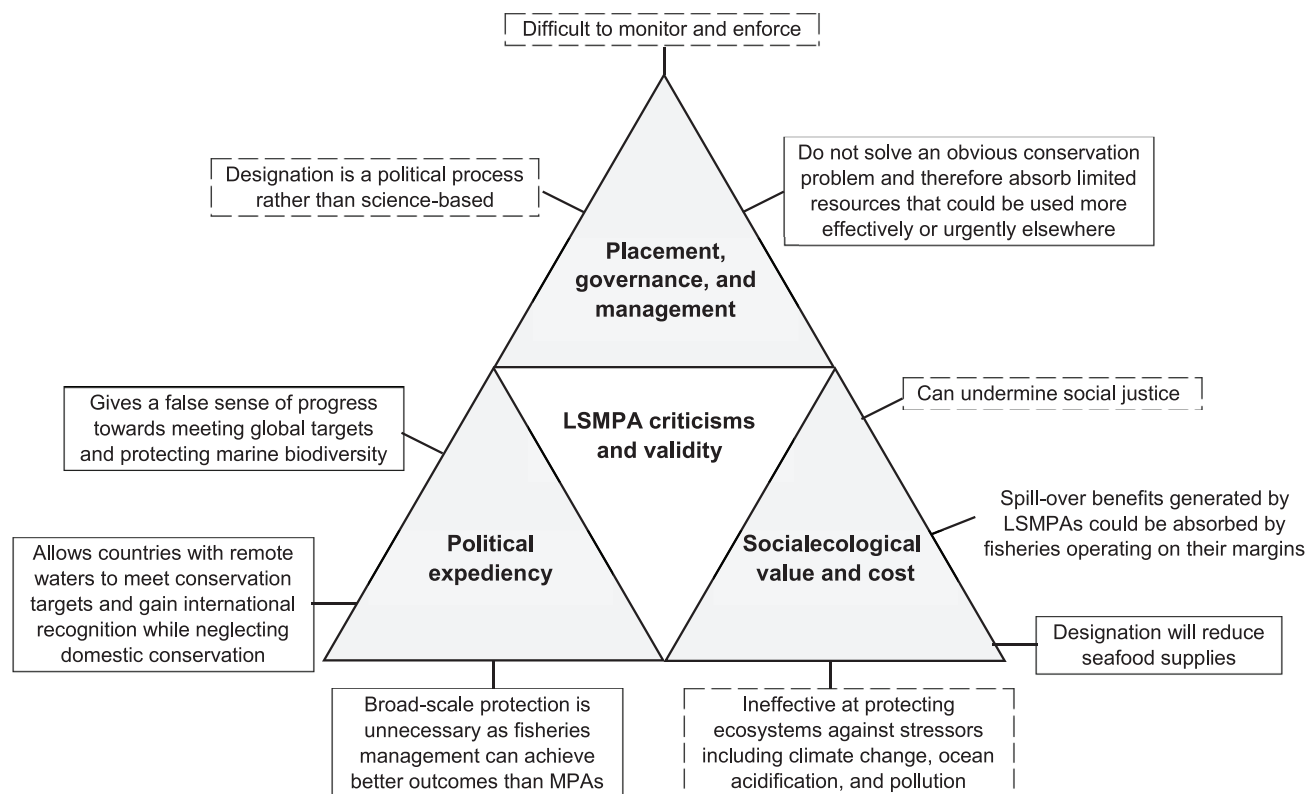 Difficult to monitor and enforce
Designation is a political process
rather than science-based
Do not solve an obvious conservation
problem and therefore absorb limited
resources that could be used more
effectively or urgently elsewhere
Placement,
governance, and
management
Gives a false sense of progress
towards meeting global targets
and protecting marine biodiversity
LSMPA criticisms
and validity
Can undermine social justice
Allows countries with remote
waters to meet conservation
targets and gain international
recognition while neglecting
domestic conservation
Political
expediency
Socialecological
value and cost
Spill-over benefits generated by
LSMPAs could be absorbed by
fisheries operating on their margins
Designation will reduce
seafood supplies
Broad-scale protection is
unnecessary as fisheries
management can achieve
better outcomes than MPAs
Ineffective at protecting
ecosystems against stressors
including climate change, ocean
acidification, and pollution